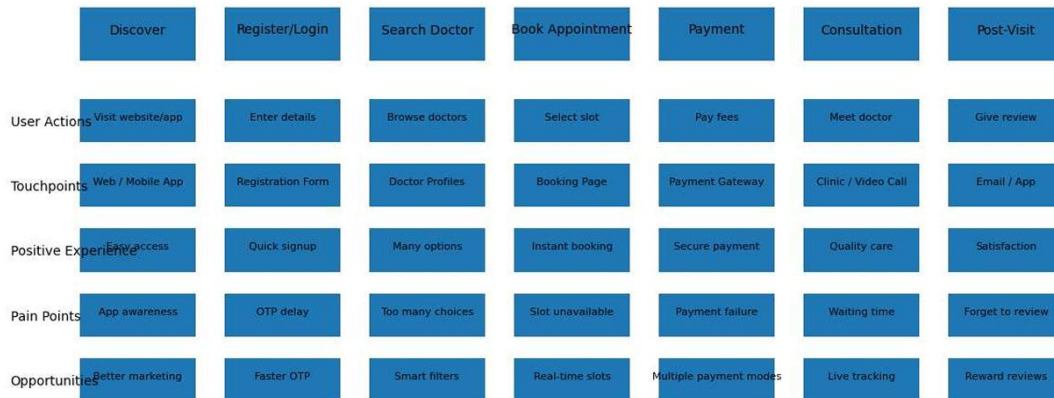 Discover Register/Login Search Doctor Book Appointment Payment Consultation Post-Visit
User Actions Visit website/app Enter details Browse doctors Select slot Pay fees Meet doctor Give review
Touchpoints Web / Mobile App Registration Form Doctor Profiles Booking Page Payment Gateway Clinic / Video Call Email / App
Positive Experience Easy access Quick signup Many options Instant booking Secure payment Quality care Satisfaction
Pain Points App awareness OTP delay Too many choices Slot unavailable Payment failure Waiting time Forget to review
Opportunities Better marketing Faster OTP Smart filters Real-time slots Multiple payment modes Live tracking Reward reviews